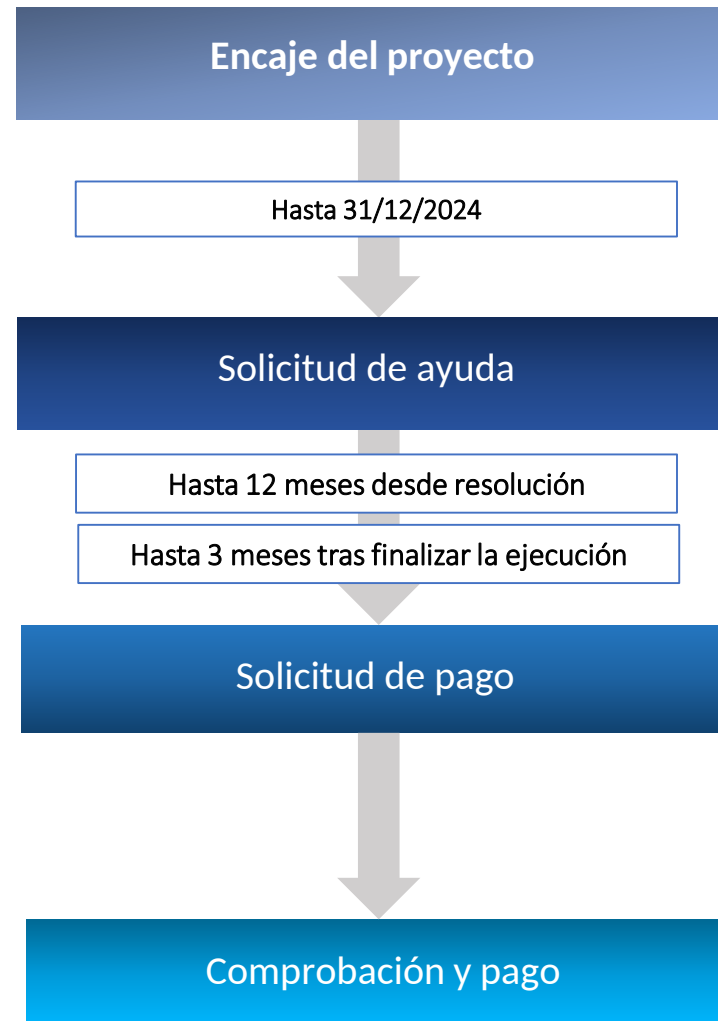 Encaje del proyecto
Hasta 31/12/2024
Solicitud de ayuda
Hasta 12 meses desde resolución
Hasta 3 meses tras finalizar la ejecución
Solicitud de pago
Comprobación y pago